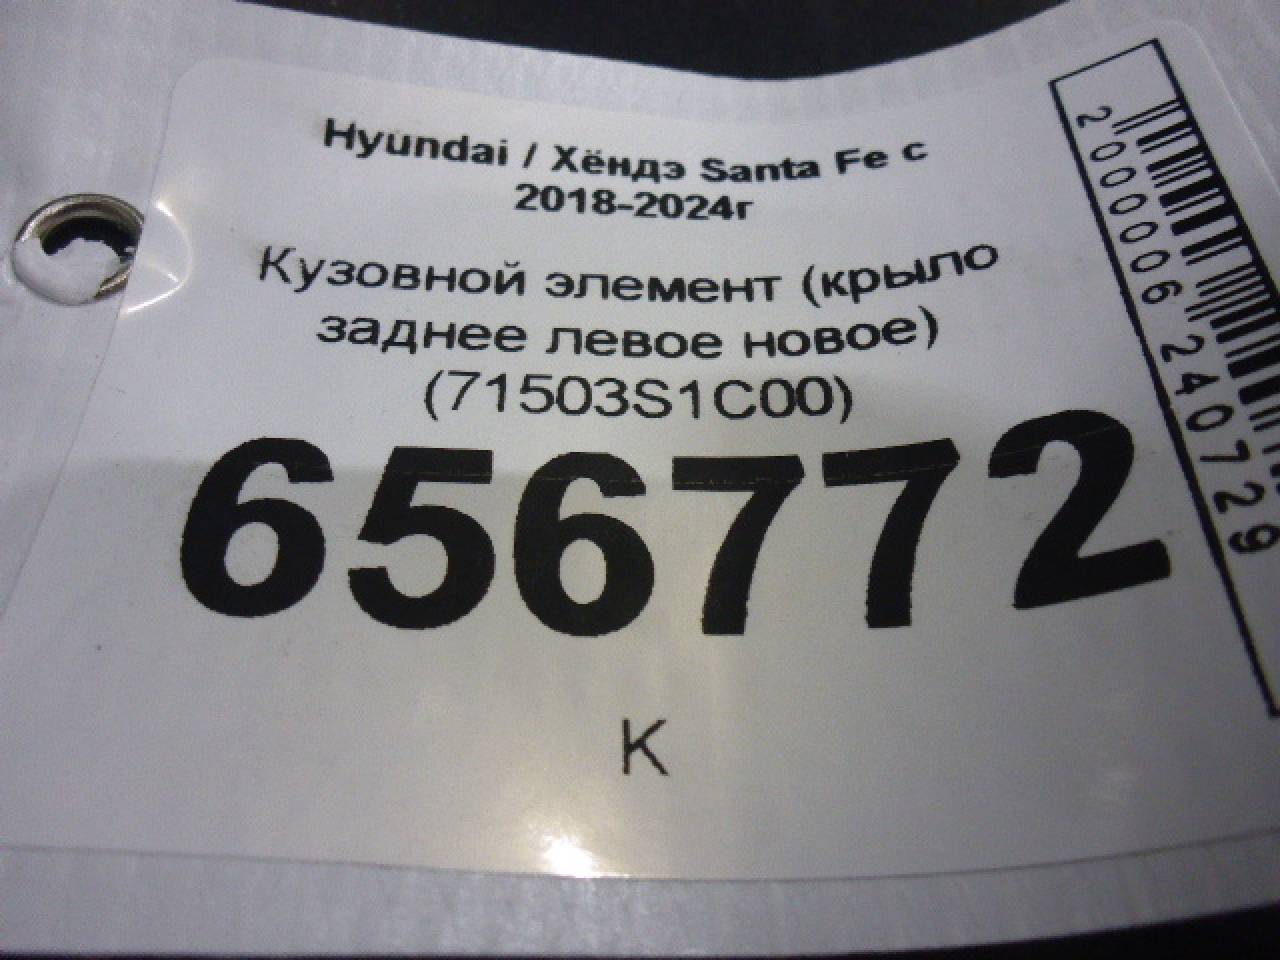 Hyundai / Хёндэ Santa Fe с
2018-2024г
Кузовной элемент (крыло
заднее левое новое)
(71503S1C00)
656772
К
2000006240729